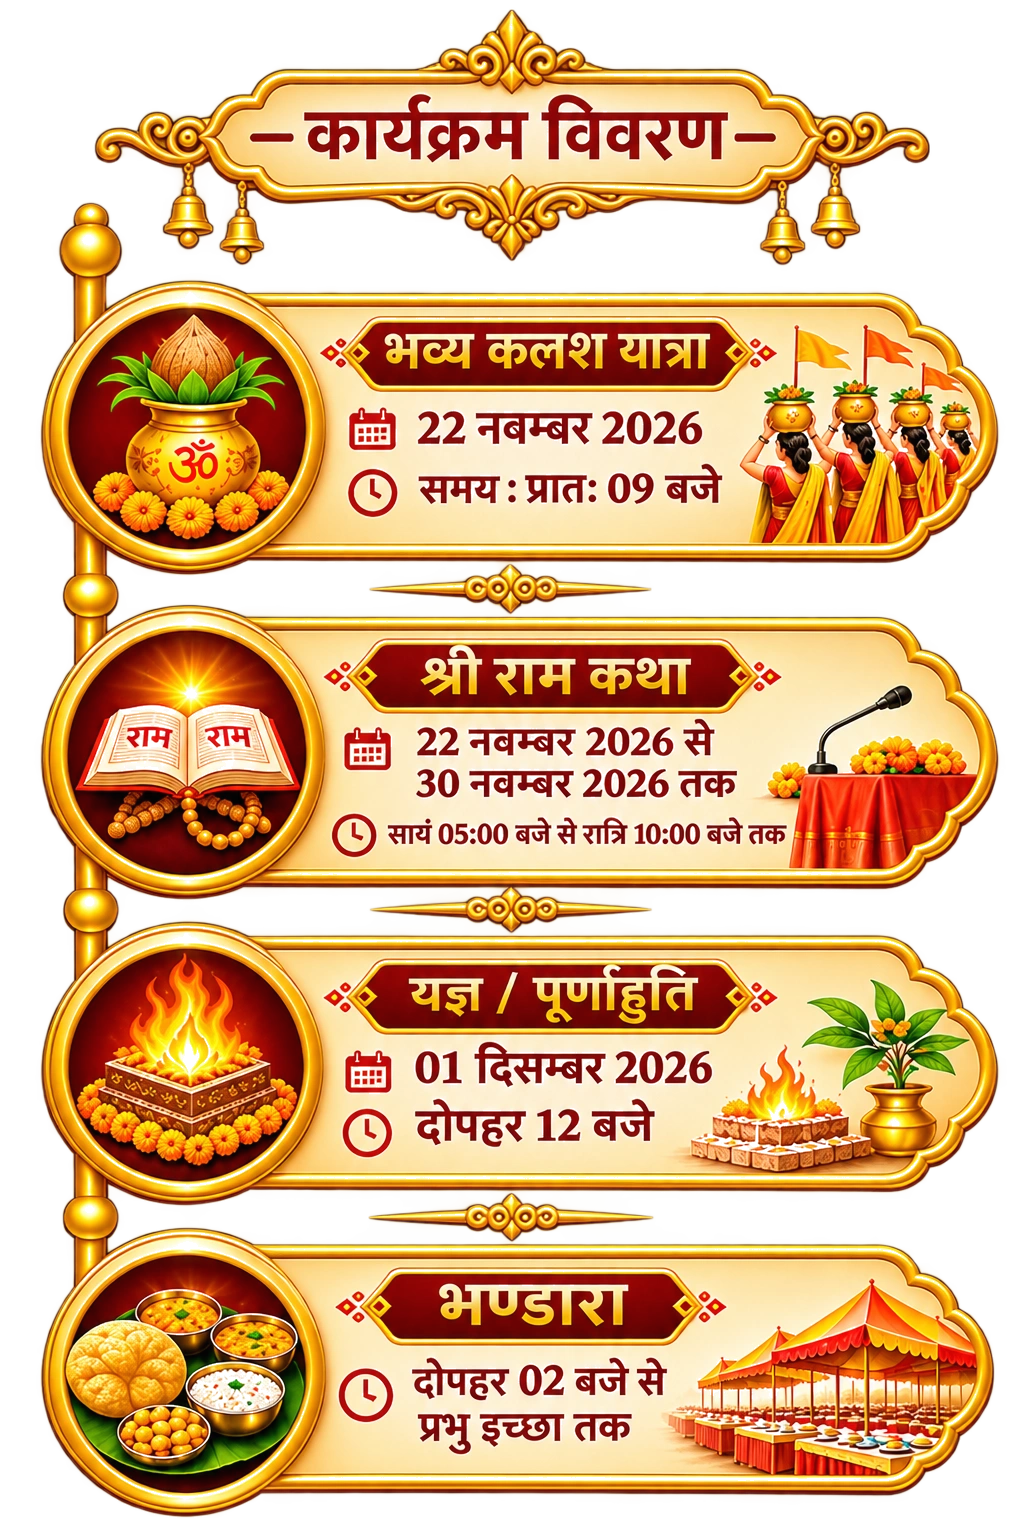 – कार्यक्रम विवरण –
भव्य कलश यात्रा
ॐ
22 नवम्बर 2026
समय : प्रातः 09 बजे
श्री राम कथा
राम राम
22 नवम्बर 2026 से
30 नवम्बर 2026 तक
सायं 05:00 बजे से रात्रि 10:00 बजे तक
यज्ञ / पूर्णाहुति
01 दिसम्बर 2026
दोपहर 12 बजे
भण्डारा
दोपहर 02 बजे से
प्रभु इच्छा तक